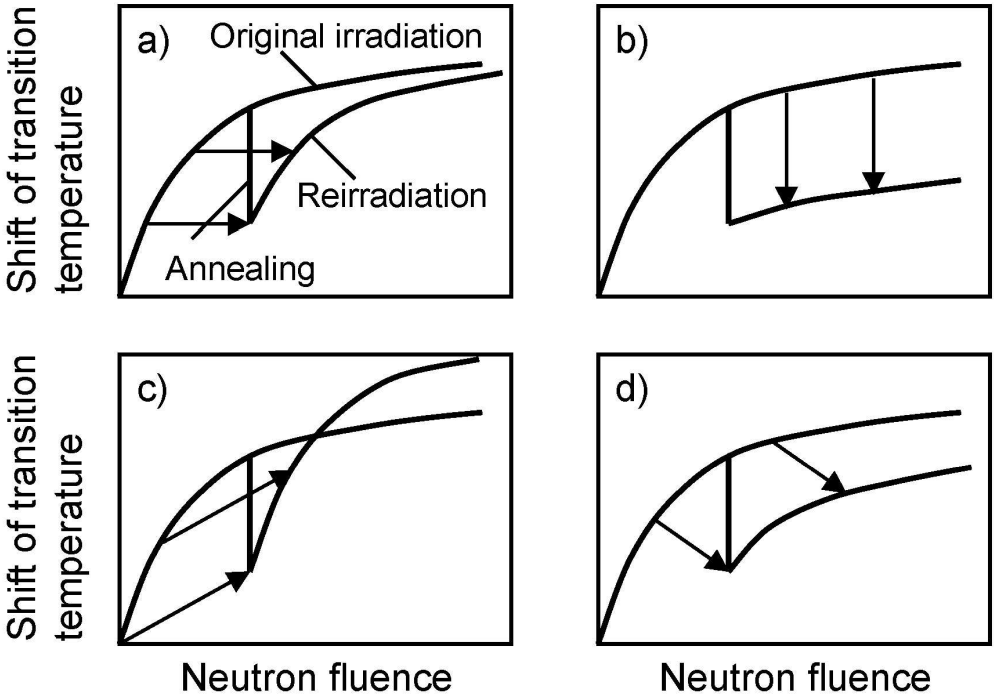 a)
Original irradiation
Reirradiation
Annealing
Shift of transition
temperature
b)
Shift of transition
temperature
c)
d)
Neutron fluence
Neutron fluence